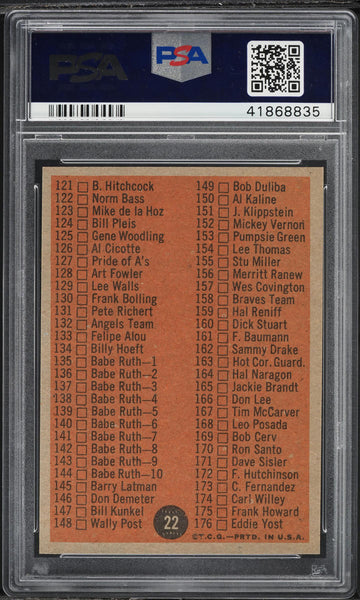 PSA
PSA
41868835
121 B. Hitchcock
122 Norm Bass
123 Mike de la Hoz
124 Bill Pleis
125 Gene Woodling
126 Al Cicotte
127 Pride of A's
128 Art Fowler
129 Lee Walls
130 Frank Bolling
131 Pete Richert
132 Angels Team
133 Felipe Alou
134 Billy Hoeft
135 Babe Ruth—1
136 Babe Ruth—2
137 Babe Ruth—3
138 Babe Ruth—4
139 Babe Ruth—5
140 Babe Ruth—6
141 Babe Ruth—7
142 Babe Ruth—8
143 Babe Ruth—9
144 Babe Ruth—10
145 Barry Latman
146 Don Demeter
147 Bill Kunkel
148 Wally Post
149 Bob Duliba
150 Al Kaline
151 J. Klippstein
152 Mickey Vernon
153 Pumpsie Green
154 Lee Thomas
155 Stu Miller
156 Merritt Ranew
157 Wes Covington
158 Braves Team
159 Hal Reniff
160 Dick Stuart
161 F. Baumann
162 Sammy Drake
163 Hot Cor. Guard.
164 Hal Naragon
165 Jackie Brandt
166 Don Lee
167 Tim McCarver
168 Leo Posada
169 Bob Cerv
170 Ron Santo
171 Dave Sisler
172 F. Hutchinson
173 C. Fernandez
174 Carl Willey
175 Frank Howard
176 Eddie Yost
22
©T.C.G.—PRTD. IN U.S.A.